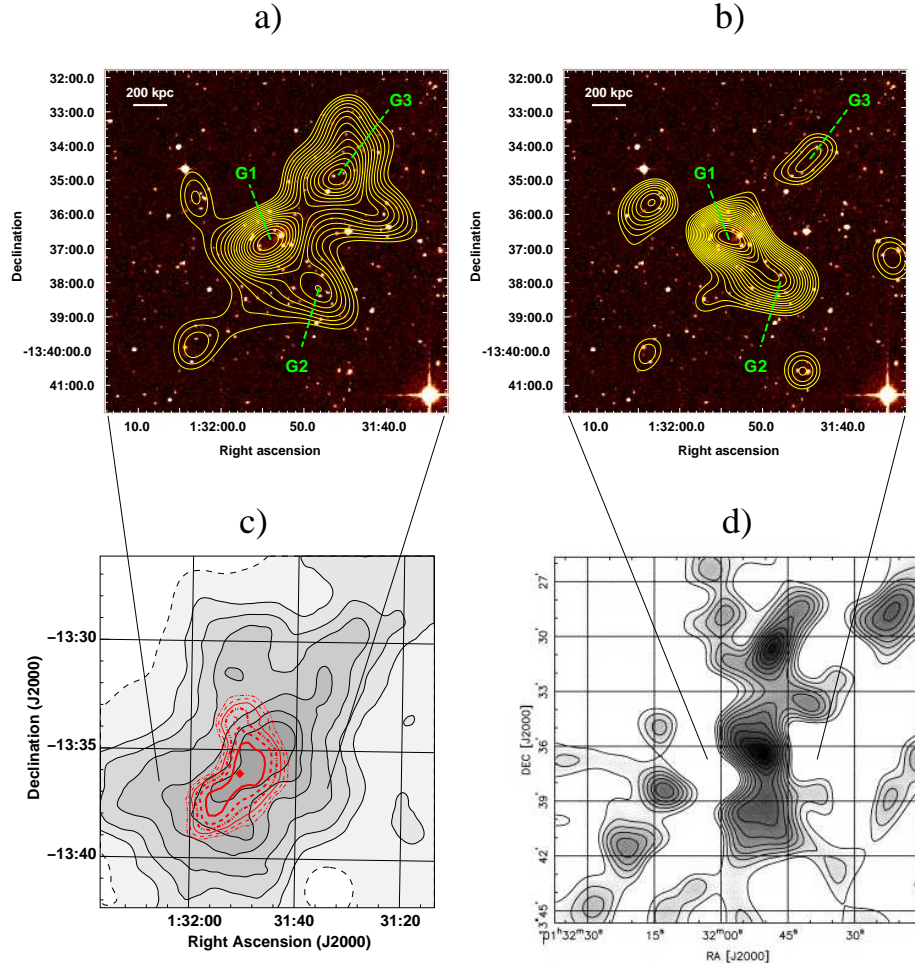 a)
b)
32:00.0
33:00.0
34:00.0
35:00.0
36:00.0
37:00.0
38:00.0
39:00.0
-13:40:00.0
41:00.0
Declination
200 kpc
G3
G1
G2
10.0 1:32:00.0 50.0 31:40.0
Right ascension
32:00.0
33:00.0
34:00.0
35:00.0
36:00.0
37:00.0
38:00.0
39:00.0
-13:40:00.0
41:00.0
Declination
200 kpc
G3
G1
G2
10.0 1:32:00.0 50.0 31:40.0
Right ascension
c)
d)
−13:30
−13:35
−13:40
Declination (J2000)
1:32:00 31:40 31:20
Right Ascension (J2000)
27'
30'
33'
36'
39'
42'
3°45'
DEC [J2000]
01ʰ32ᵐ30ˢ 15ˢ 32ᵐ00ˢ 45ˢ 30ˢ
RA [J2000]